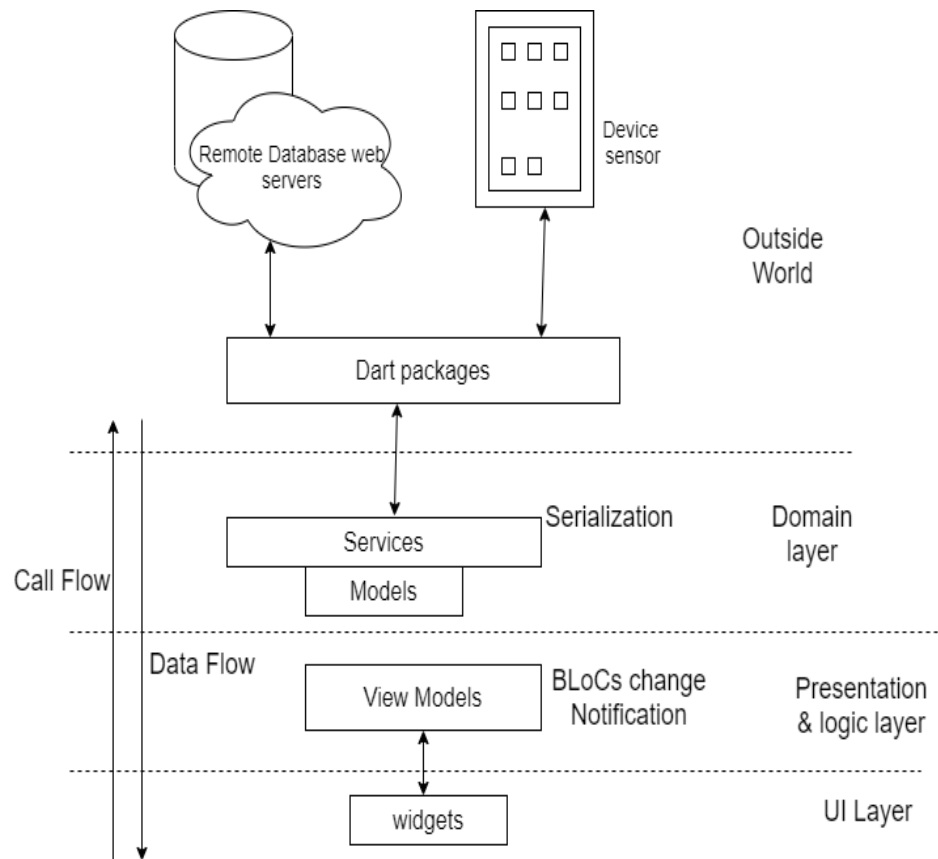 Remote Database web
servers
Device
sensor
Outside
World
Dart packages
Serialization
Domain
layer
Services
Models
Call Flow
Data Flow
View Models
BLoCs change
Notification
Presentation
& logic layer
widgets
UI Layer